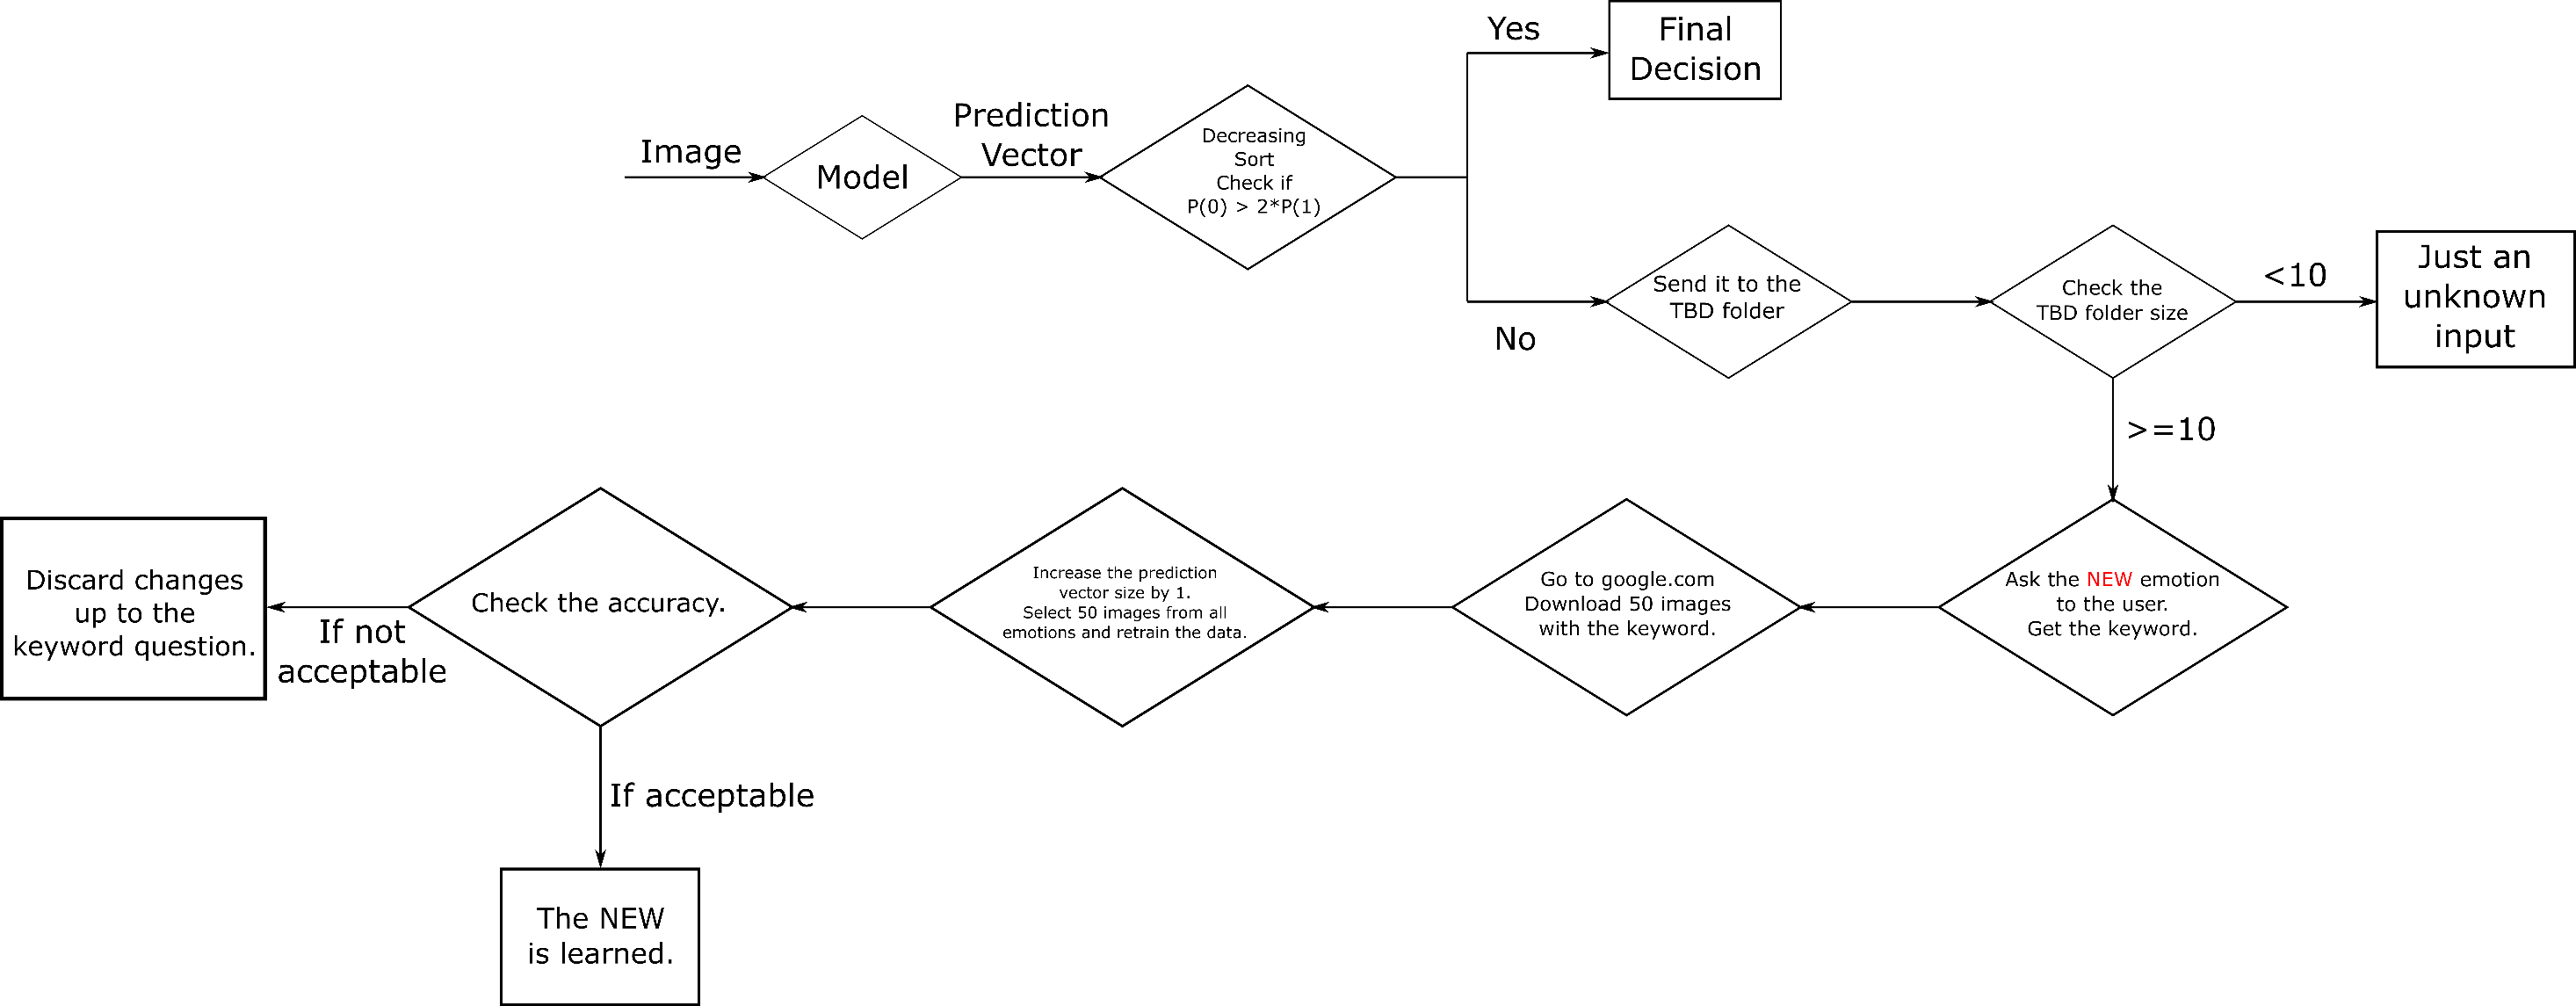 Yes
Final
Decision
Image
Model
Prediction
Vector
Decreasing
Sort
Check if
P(0) > 2*P(1)
No
Send it to the
TBD folder
Check the
TBD folder size
<10
Just an
unknown
input
>=10
Ask the NEW emotion
to the user.
Get the keyword.
Go to google.com
Download 50 images
with the keyword.
Increase the prediction
vector size by 1.
Select 50 images from all
emotions and retrain the data.
Check the accuracy.
If not
acceptable
Discard changes
up to the
keyword question.
If acceptable
The NEW
is learned.